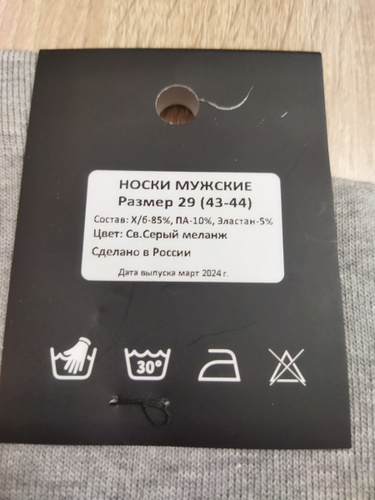 НОСКИ МУЖСКИЕ
Размер 29 (43-44)
Состав: Х/б-85%, ПА-10%, Эластан-5%
Цвет: Св.Серый меланж
Сделано в России
Дата выпуска март 2024 г.
30°